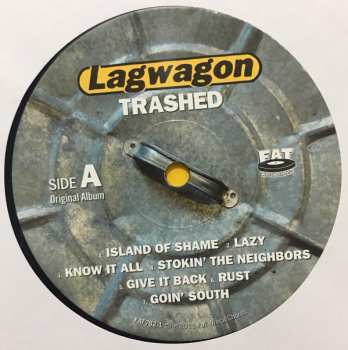 Lagwagon
TRASHED
FAT
SIDE A
Original Album
1. ISLAND OF SHAME 2. LAZY
3. KNOW IT ALL 4. STOKIN' THE NEIGHBORS
5. GIVE IT BACK 6. RUST
7. GOIN' SOUTH